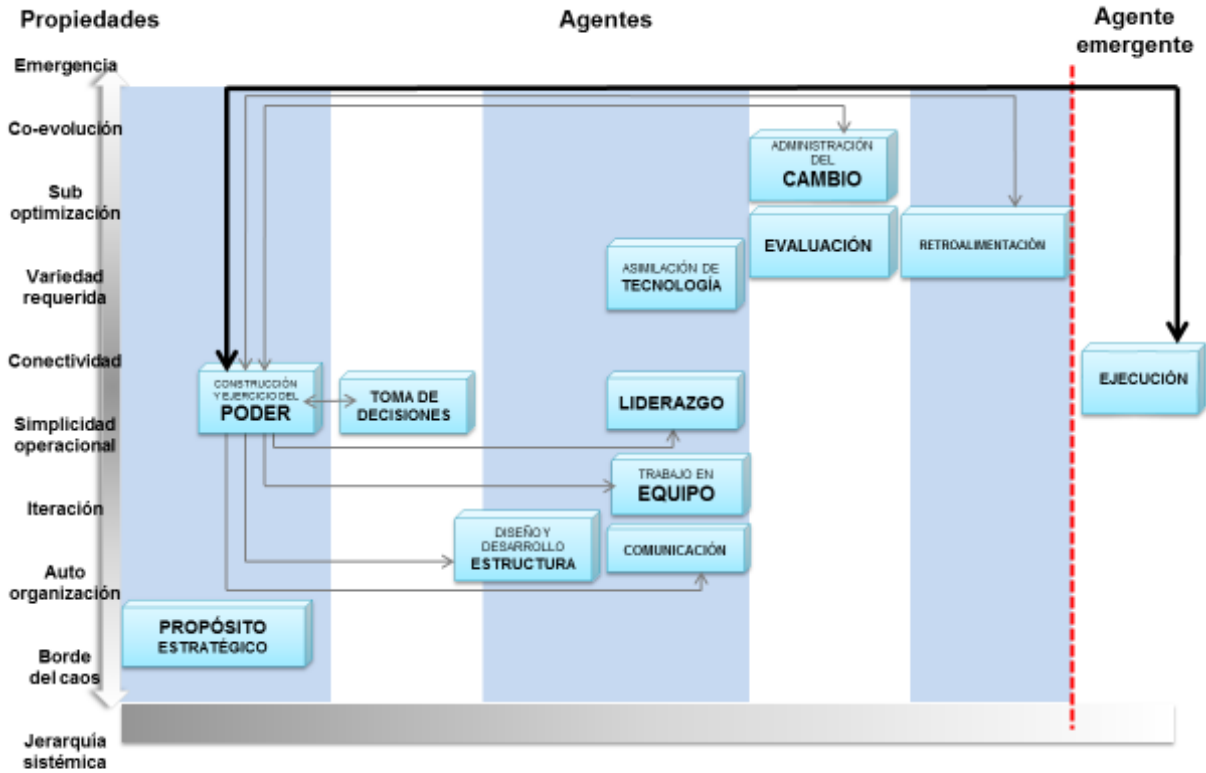 Propiedades
Agentes
Agente
emergente
Emergencia
Co-evolución
Sub
optimización
Variedad
requerida
Conectividad
Simplicidad
operacional
Iteración
Auto
organización
Borde
del caos
Jerarquía
sistémica
ADMINISTRACIÓN
DEL
CAMBIO
EVALUACIÓN
RETROALIMENTACIÒN
ASIMILACIÓN DE
TECNOLOGÍA
CONSTRUCCIÓN
Y EJERCICIO DEL
PODER
TOMA DE
DECISIONES
LIDERAZGO
EJECUCIÓN
TRABAJO EN
EQUIPO
DISEÑO Y
DESARROLLO
ESTRUCTURA
COMUNICACIÓN
PROPÓSITO
ESTRATÉGICO